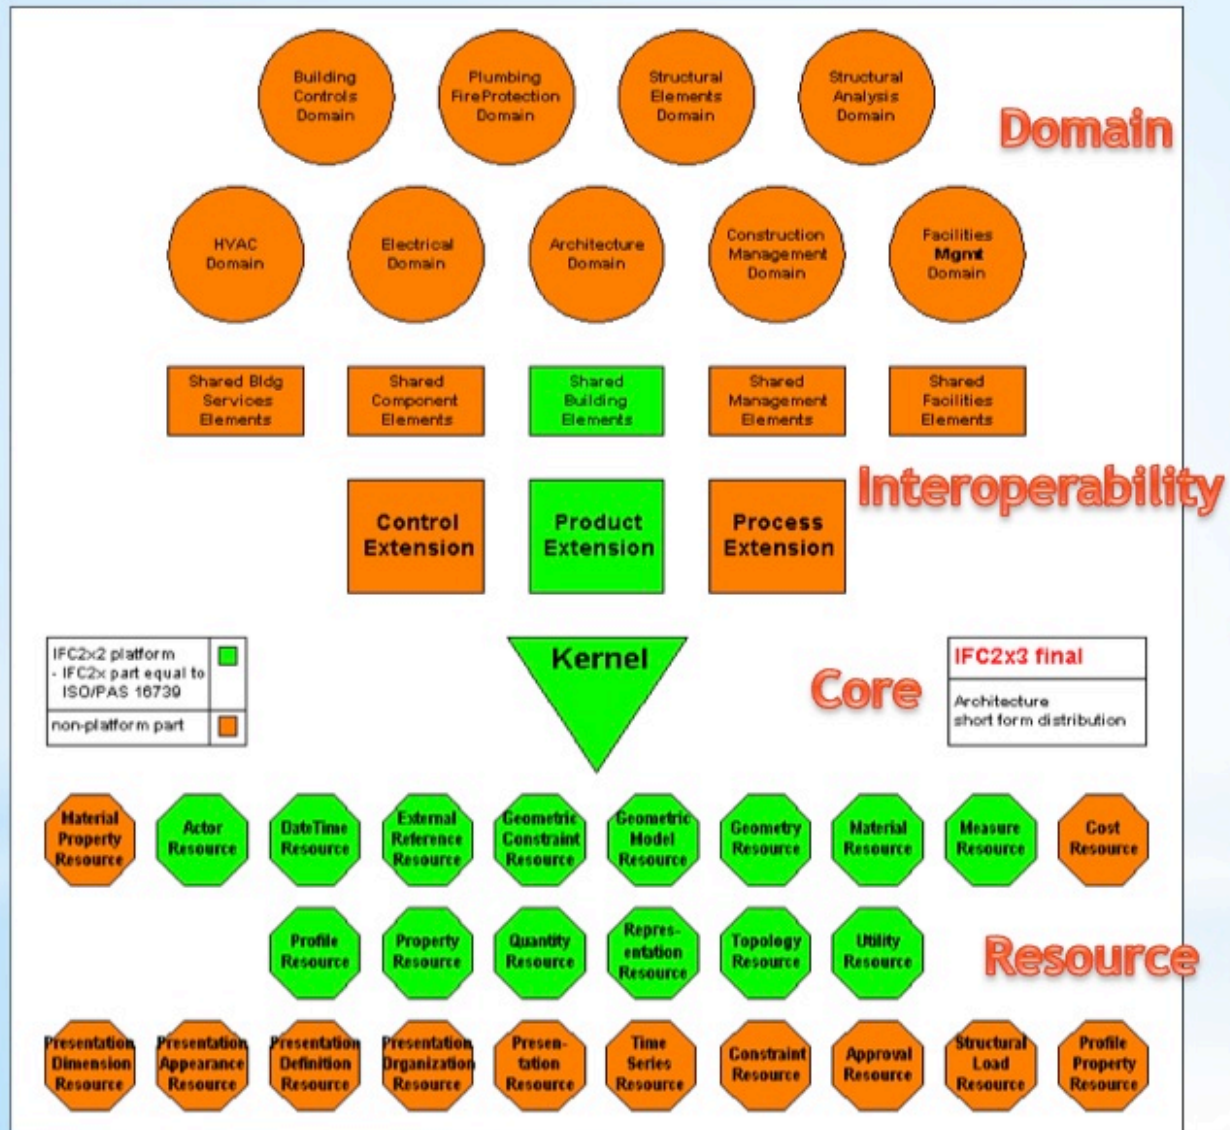 Building
Controls
Domain
Plumbing
FireProtection
Domain
Structural
Elements
Domain
Structural
Analysis
Domain
Domain
HVAC
Domain
Electrical
Domain
Architecture
Domain
Construction
Management
Domain
Facilities
Mgmt
Domain
Shared Bldg
Services
Elements
Shared
Component
Elements
Shared
Building
Elements
Shared
Management
Elements
Shared
Facilities
Elements
Interoperability
Control
Extension
Product
Extension
Process
Extension
IFC2x2 platform
- IFC2x part equal to
ISO/PAS 16739
non-platform part
Kernel
Core
IFC2x3 final
Architecture
short form distribution
Material
Property
Resource
Actor
Resource
DateTime
Resource
External
Reference
Resource
Geometric
Constraint
Resource
Geometric
Model
Resource
Geometry
Resource
Material
Resource
Measure
Resource
Cost
Resource
Profile
Resource
Property
Resource
Quantity
Resource
Repres-
entation
Resource
Topology
Resource
Utility
Resource
Resource
Presentation
Dimension
Resource
Presentation
Appearance
Resource
Presentation
Definition
Resource
Presentation
Organization
Resource
Presen-
tation
Resource
Time
Series
Resource
Constraint
Resource
Approval
Resource
Structural
Load
Resource
Profile
Property
Resource